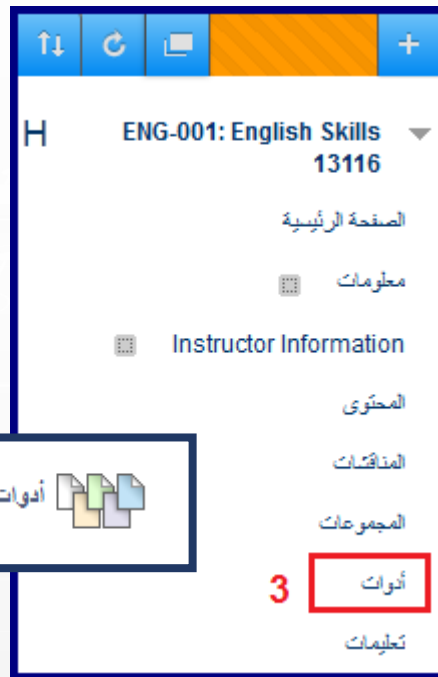 ENG-001: English Skills
13116
الصفحة الرئيسية
معلومات
Instructor Information
المحتوى
المناقشات
المجموعات
أدوات
3 أدوات
تعليمات